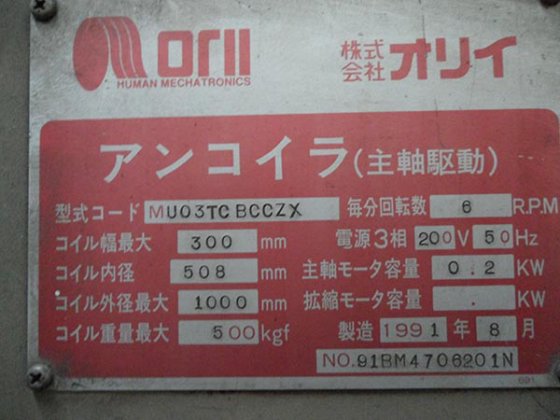 orii 株式会社 オリイ
HUMAN MECHATRONICS
アンコイラ(主軸駆動)
型式コード MU03TCBCCZX 毎分回転数 6 R.P.M
コイル幅最大 300 mm 電源3相 200 V 50 Hz
コイル内径 508 mm 主軸モータ容量 0.2 KW
コイル外径最大 1000 mm 拡縮モータ容量 . KW
コイル重量最大 500 kgf 製造 1991 年 8 月
NO.91BM4706201N